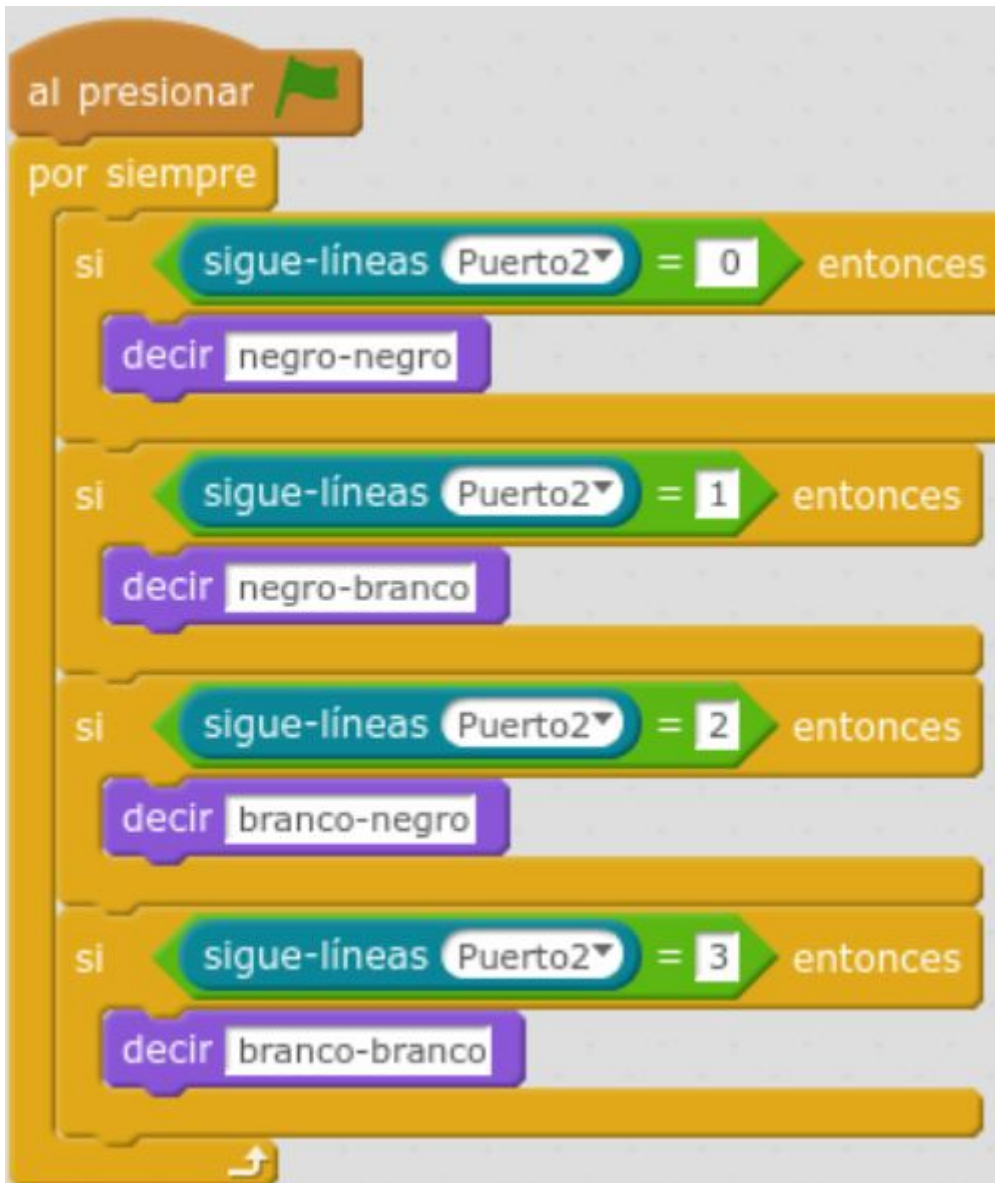 al presionar
por siempre
si sigue-líneas Puerto2 = 0 entonces
decir negro-negro
si sigue-líneas Puerto2 = 1 entonces
decir negro-branco
si sigue-líneas Puerto2 = 2 entonces
decir branco-negro
si sigue-líneas Puerto2 = 3 entonces
decir branco-branco